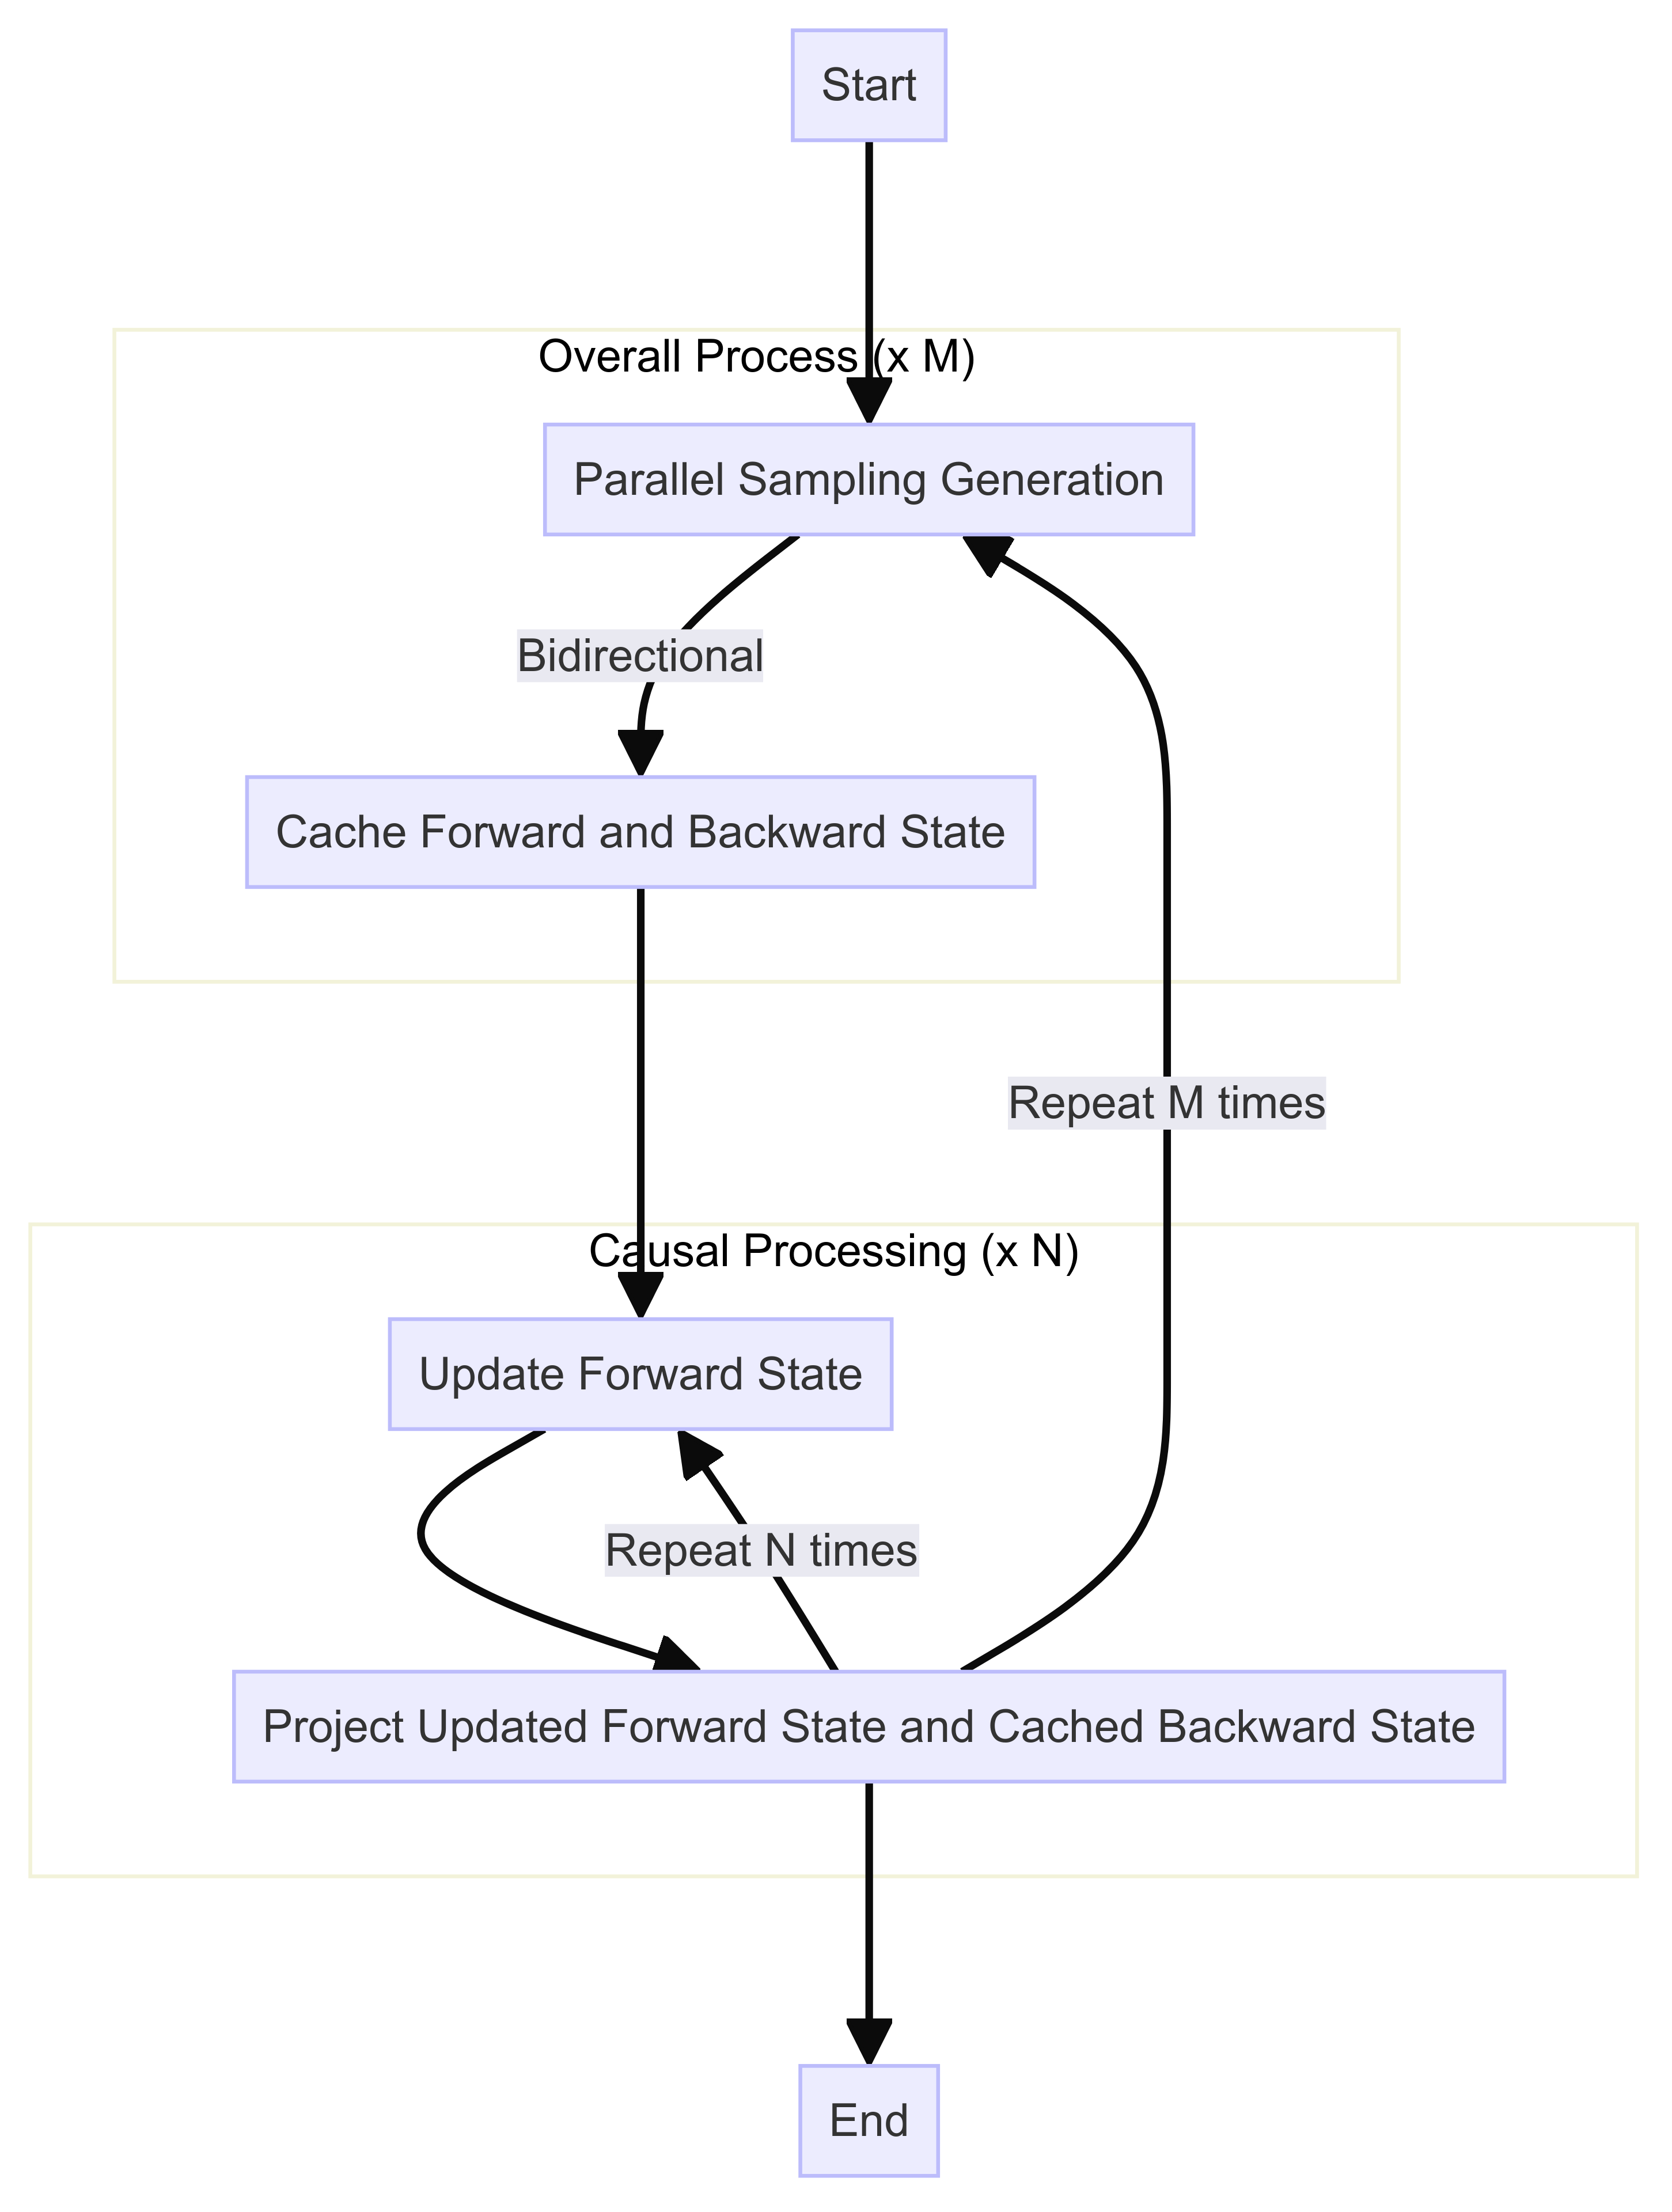 Start
Overall Process (x M)
Parallel Sampling Generation
Bidirectional
Cache Forward and Backward State
Repeat M times
Causal Processing (x N)
Update Forward State
Repeat N times
Project Updated Forward State and Cached Backward State
End